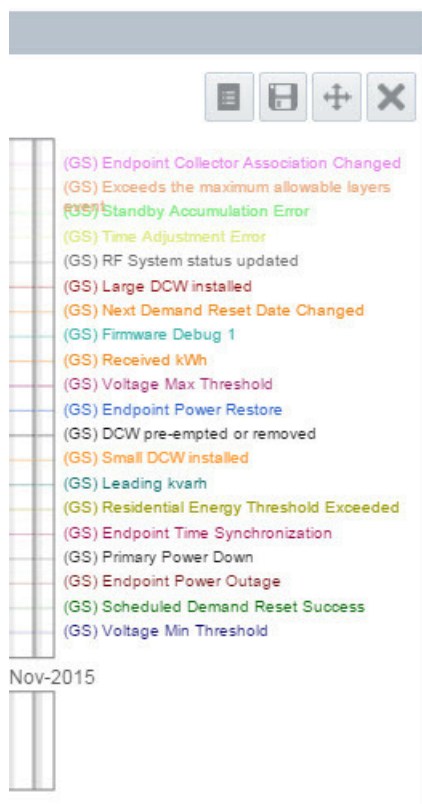 (GS) Endpoint Collector Association Changed
(GS) Exceeds the maximum allowable layers
event
(GS) Standby Accumulation Error
(GS) Time Adjustment Error
(GS) RF System status updated
(GS) Large DCW installed
(GS) Next Demand Reset Date Changed
(GS) Firmware Debug 1
(GS) Received kWh
(GS) Voltage Max Threshold
(GS) Endpoint Power Restore
(GS) DCW pre-empted or removed
(GS) Small DCW installed
(GS) Leading kvarh
(GS) Residential Energy Threshold Exceeded
(GS) Endpoint Time Synchronization
(GS) Primary Power Down
(GS) Endpoint Power Outage
(GS) Scheduled Demand Reset Success
(GS) Voltage Min Threshold
Nov-2015